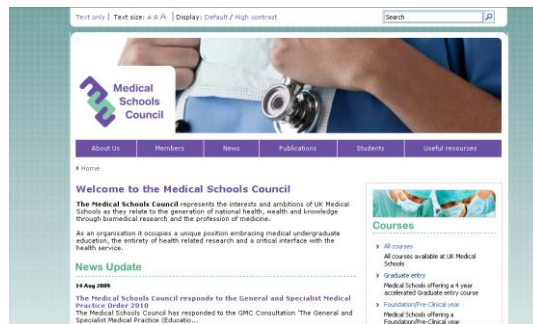 Text only | Text size: A A A | Display: Default / High contrast
Search
Medical
Schools
Council
About Us
Members
News
Publications
Students
Useful resources
Home
Welcome to the Medical Schools Council
The Medical Schools Council represents the interests and ambitions of UK Medical
Schools as they relate to the generation of national health, wealth and knowledge
through biomedical research and the profession of medicine.
As an organisation it occupies a unique position embracing medical undergraduate
education, the entirety of health related research and a critical interface with the
health service.
News Update
14 Aug 2009
The Medical Schools Council responds to the General and Specialist Medical
Practice Order 2010
The Medical Schools Council has responded to the GMC Consultation 'The General and
Specialist Medical Practice (Educatio...
Courses
All courses
All courses available at UK Medical
Schools
Graduate entry
Medical Schools offering a 4 year
accelerated Graduate entry course
Foundation/Pre-Clinical year
Medical Schools offering a
Foundation/Pre-Clinical year